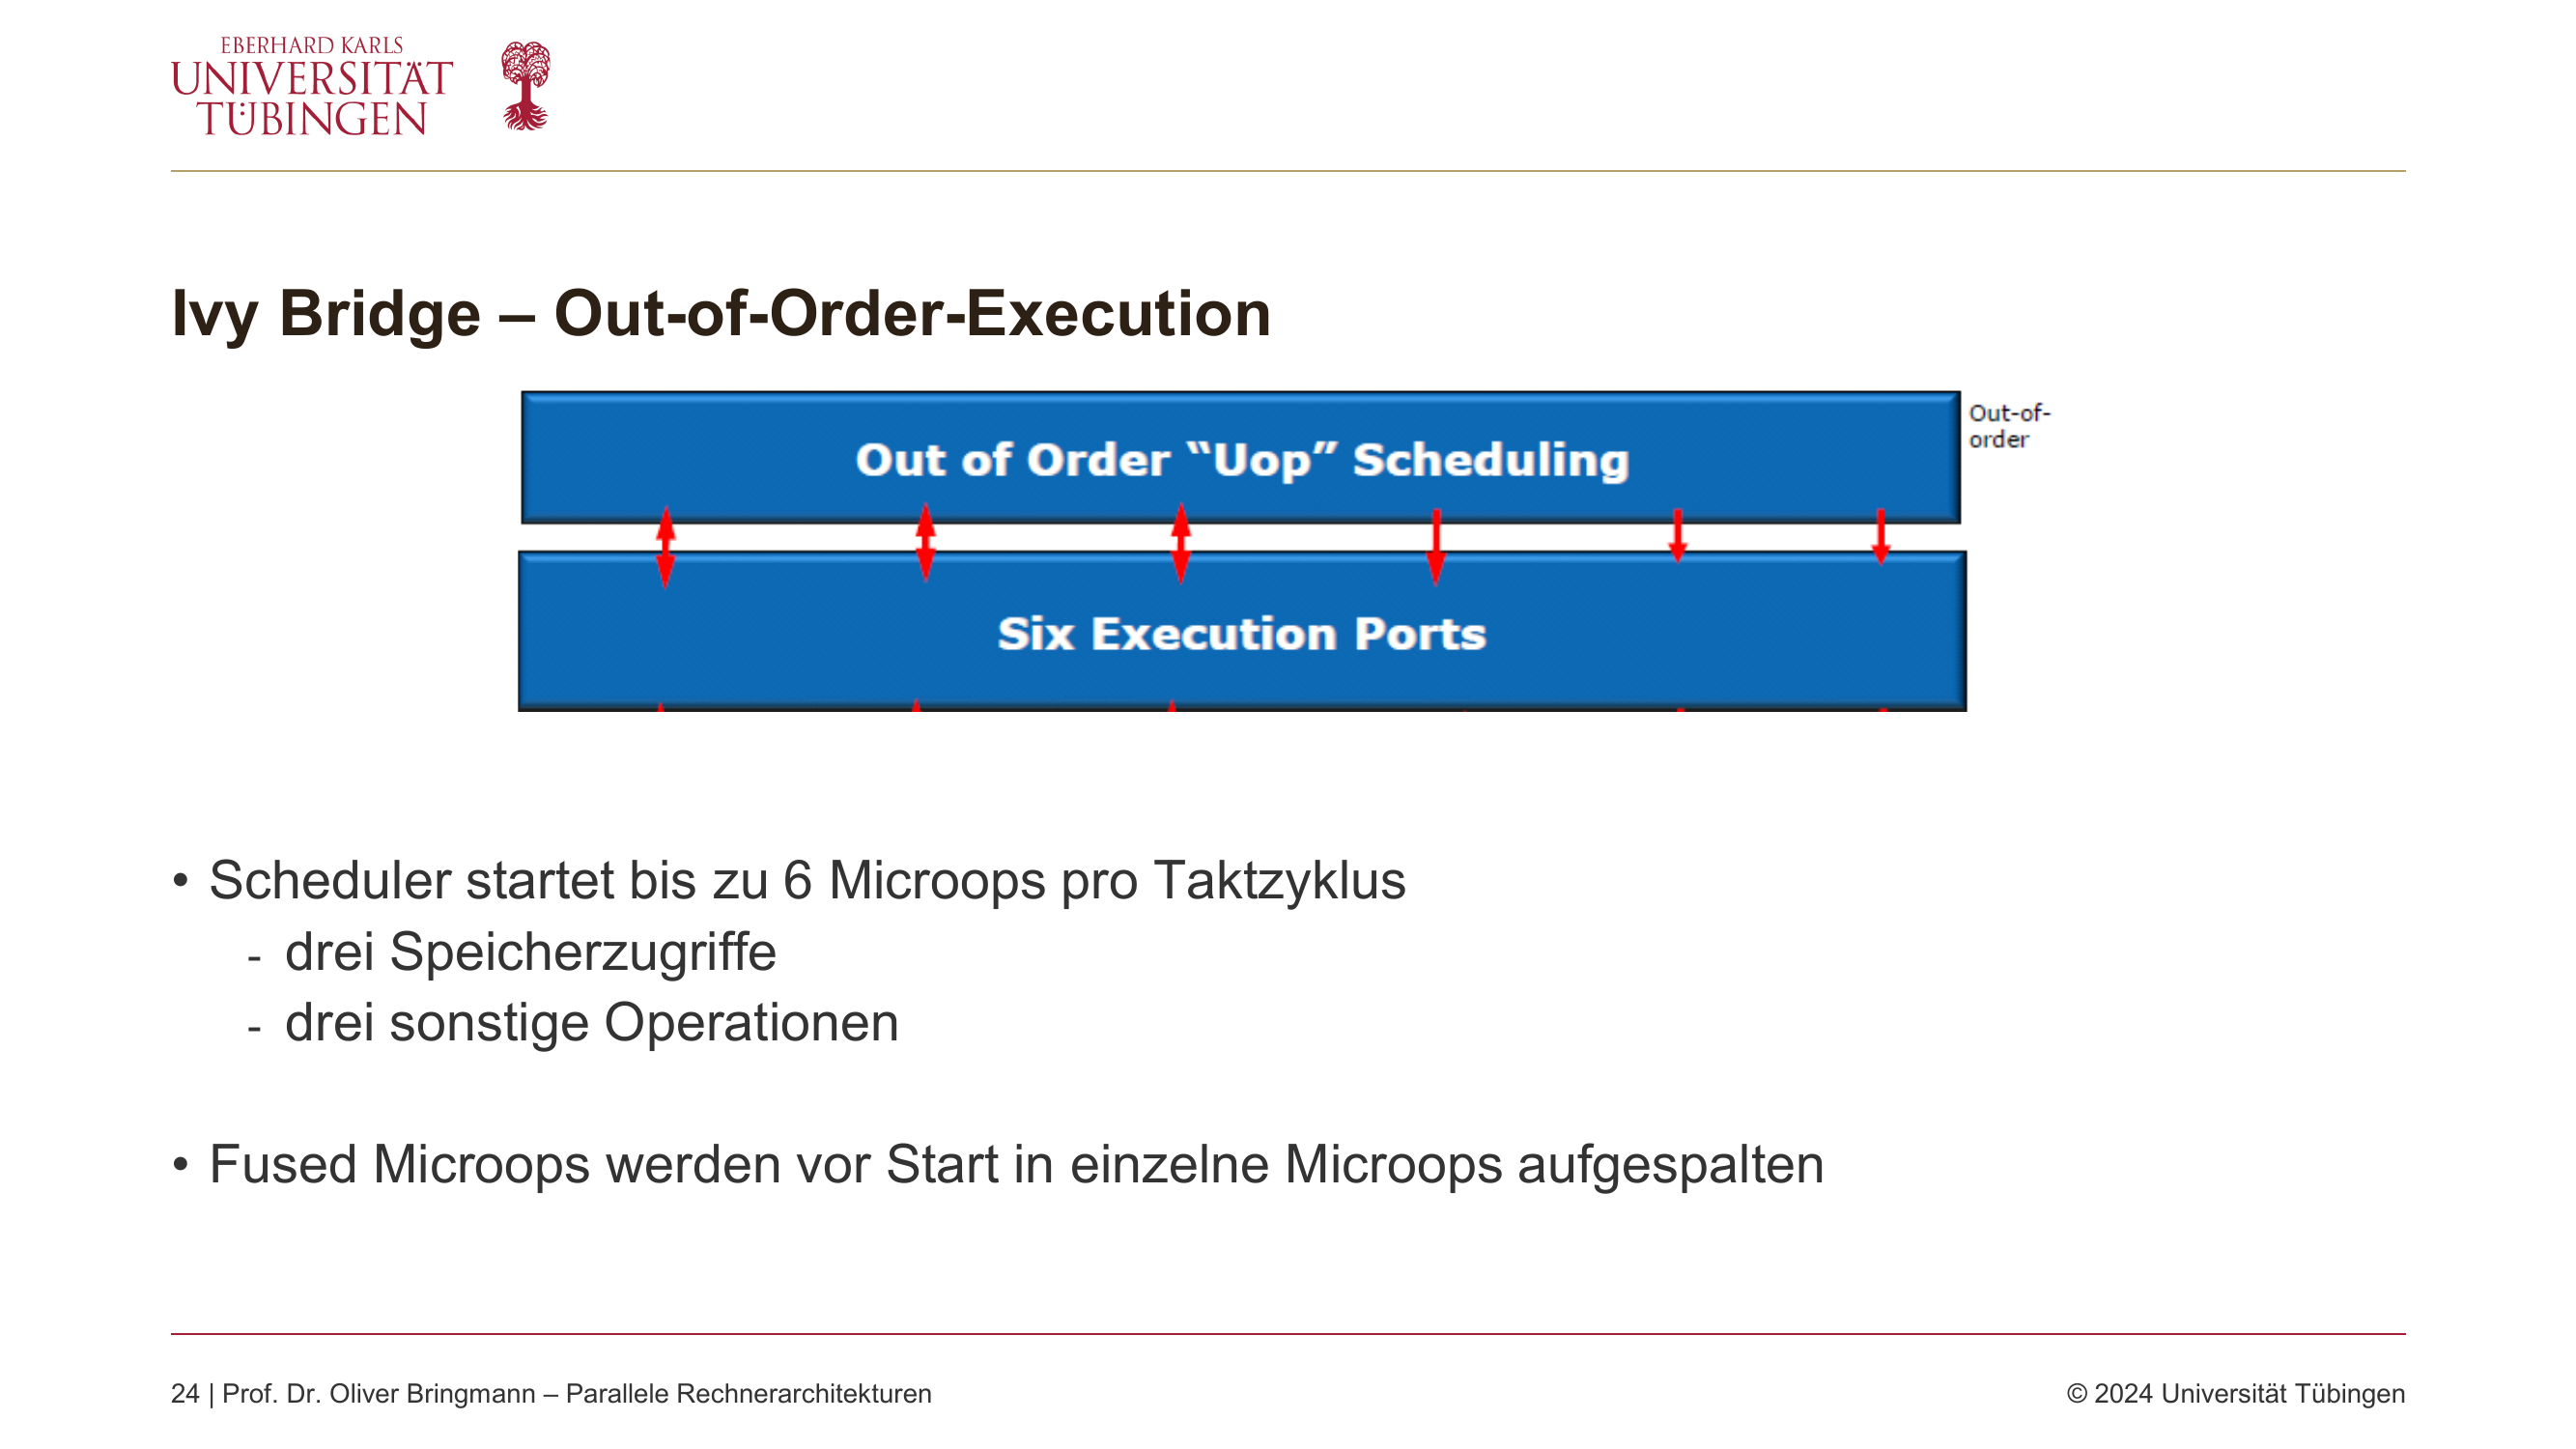 EBERHARD KARLS
UNIVERSITÄT
TÜBINGEN
Ivy Bridge – Out-of-Order-Execution
Out of Order “Uop” Scheduling
Out-of-
order
Six Execution Ports
• Scheduler startet bis zu 6 Microops pro Taktzyklus
- drei Speicherzugriffe
- drei sonstige Operationen
• Fused Microops werden vor Start in einzelne Microops aufgespalten
24 | Prof. Dr. Oliver Bringmann – Parallele Rechnerarchitekturen
© 2024 Universität Tübingen